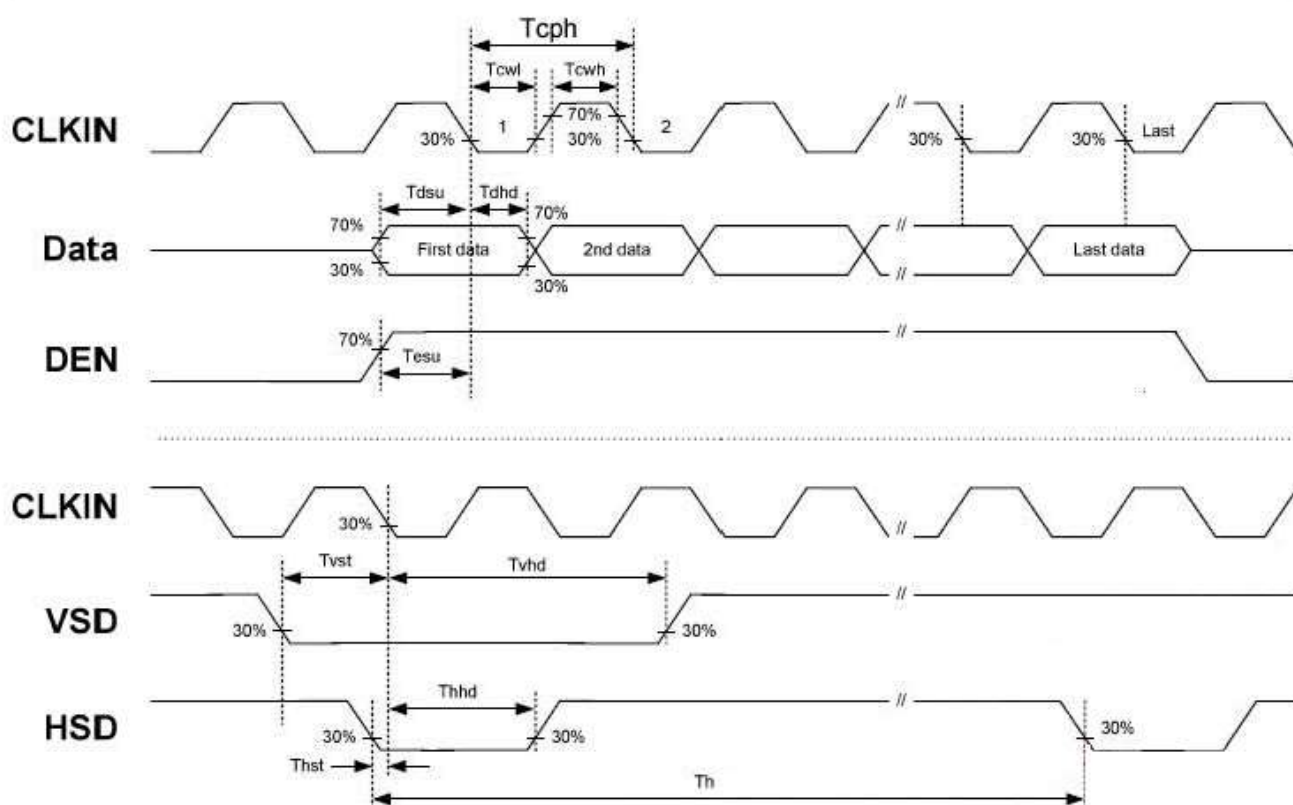 Tcph
Tcwl Tcwh
CLKIN 30% 1 70% 30% 2 // 30% 30% Last
Tdsu Tdhd
70% 70%
Data First data 2nd data // Last data
30% 30% //
DEN 70% //
Tesu
CLKIN 30% //
Tvst Tvhd
VSD 30% 30% //
Thhd
HSD 30% 30% // 30%
Thst
Th